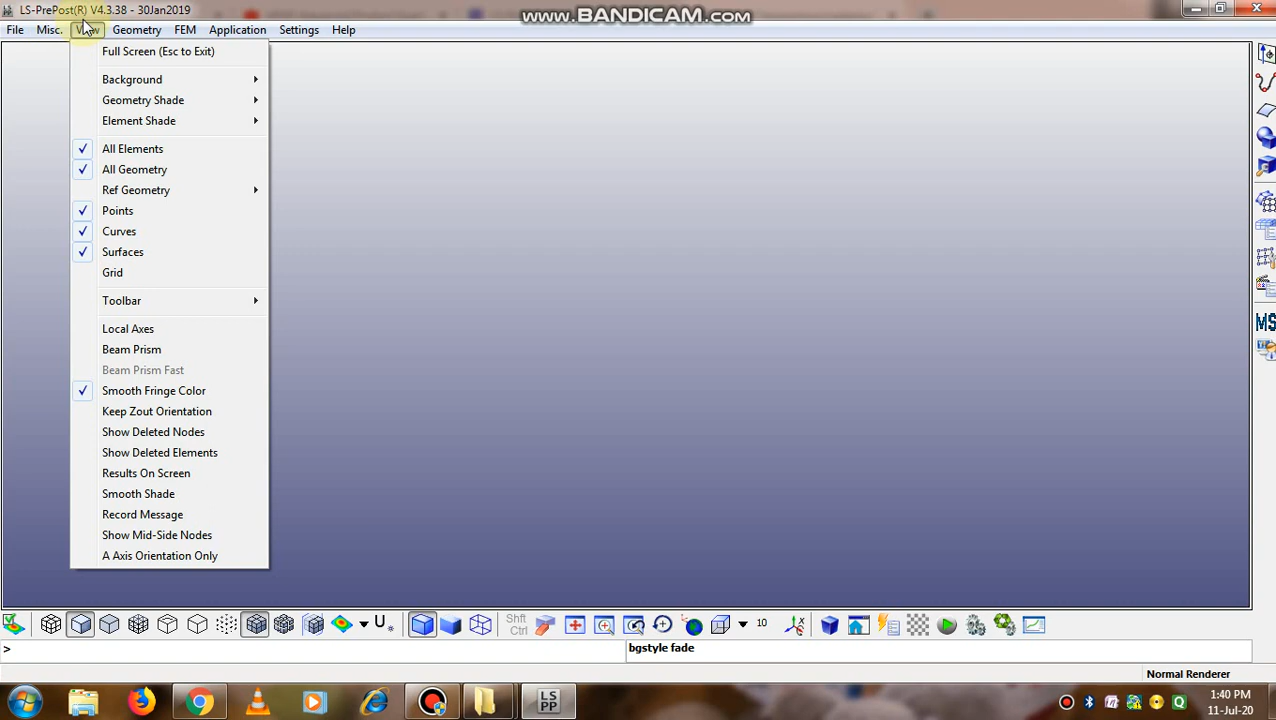 LS-PrePost(R) V4.3.38 - 30Jan2019
www.BANDICAM.com
File Misc. View Geometry FEM Application Settings Help
Full Screen (Esc to Exit)
Background
Geometry Shade
Element Shade
All Elements
All Geometry
Ref Geometry
Points
Curves
Surfaces
Grid
Toolbar
Local Axes
Beam Prism
Beam Prism Fast
Smooth Fringe Color
Keep Zout Orientation
Show Deleted Nodes
Show Deleted Elements
Results On Screen
Smooth Shade
Record Message
Show Mid-Side Nodes
A Axis Orientation Only
MS
U
Shft
Ctrl
10
>
bgstyle fade
Normal Renderer
LS
PP
1:40 PM
11-Jul-20